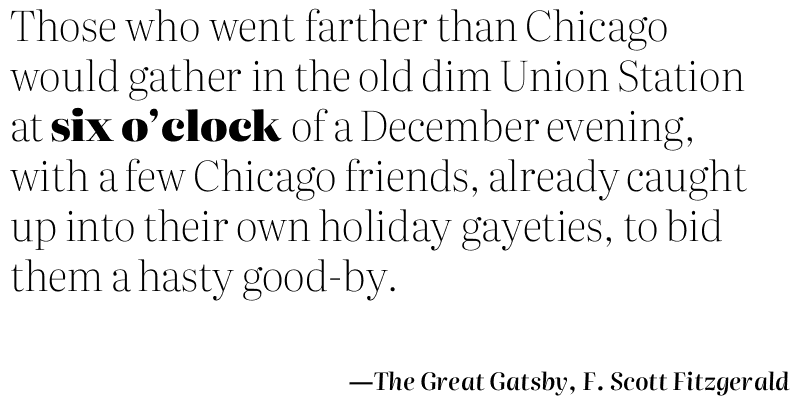 Those who went farther than Chicago
would gather in the old dim Union Station
at six o’clock of a December evening,
with a few Chicago friends, already caught
up into their own holiday gayeties, to bid
them a hasty good-by.
—The Great Gatsby, F. Scott Fitzgerald